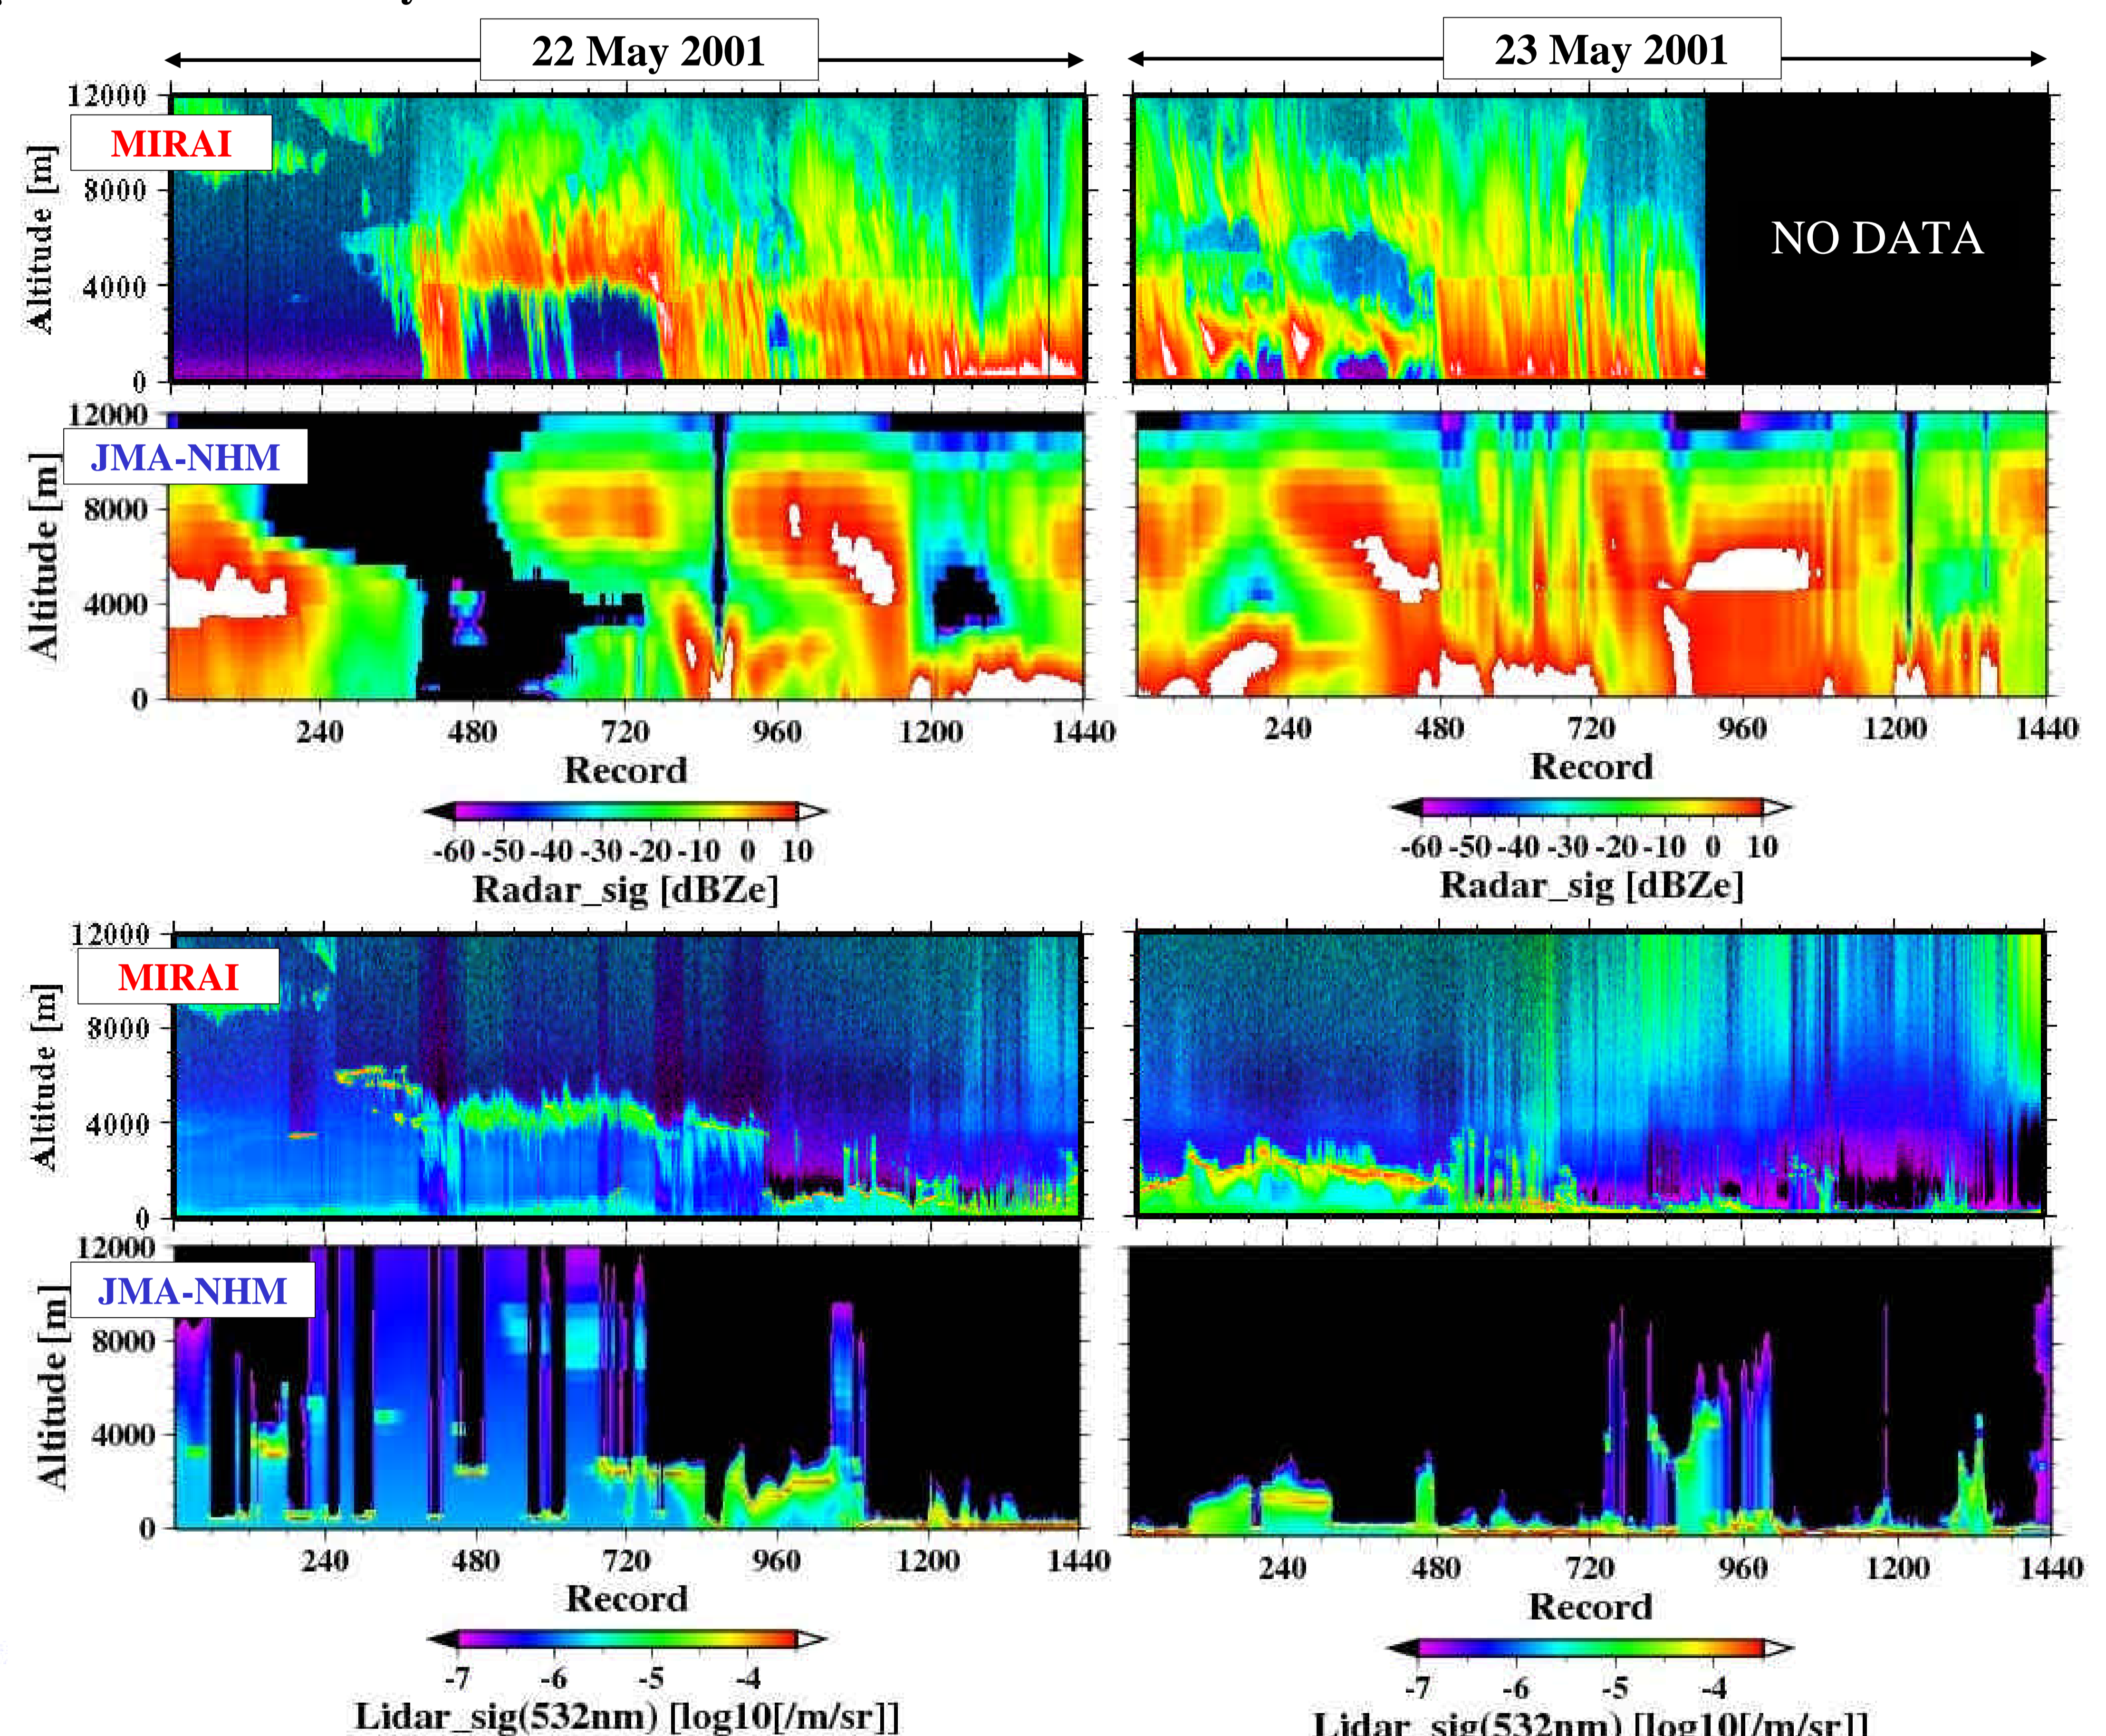 22 May 2001
23 May 2001
12000
MIRAI
8000
4000
0
Altitude [m]
NO DATA
12000
JMA-NHM
8000
4000
0
Altitude [m]
240 480 720 960 1200 1440
240 480 720 960 1200 1440
Record
Record
-60 -50 -40 -30 -20 -10 0 10
-60 -50 -40 -30 -20 -10 0 10
Radar_sig [dBZe]
Radar_sig [dBZe]
12000
MIRAI
8000
4000
0
Altitude [m]
12000
JMA-NHM
8000
4000
0
Altitude [m]
240 480 720 960 1200 1440
240 480 720 960 1200 1440
Record
Record
-7 -6 -5 -4
-7 -6 -5 -4
Lidar_sig(532nm) [log10[/m/sr]]
Lidar_sig(532nm) [log10[/m/sr]]